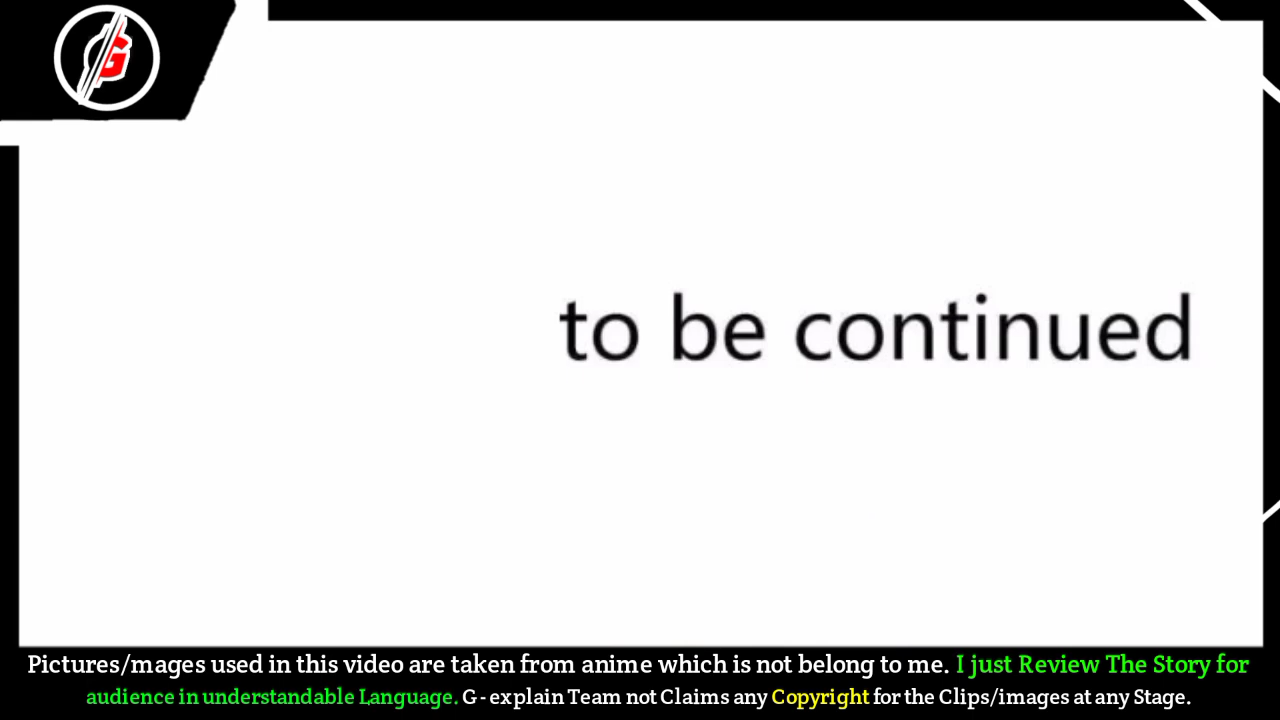 G
to be continued
Pictures/mages used in this video are taken from anime which is not belong to me. I just Review The Story for
audience in understandable Language. G - explain Team not Claims any Copyright for the Clips/images at any Stage.